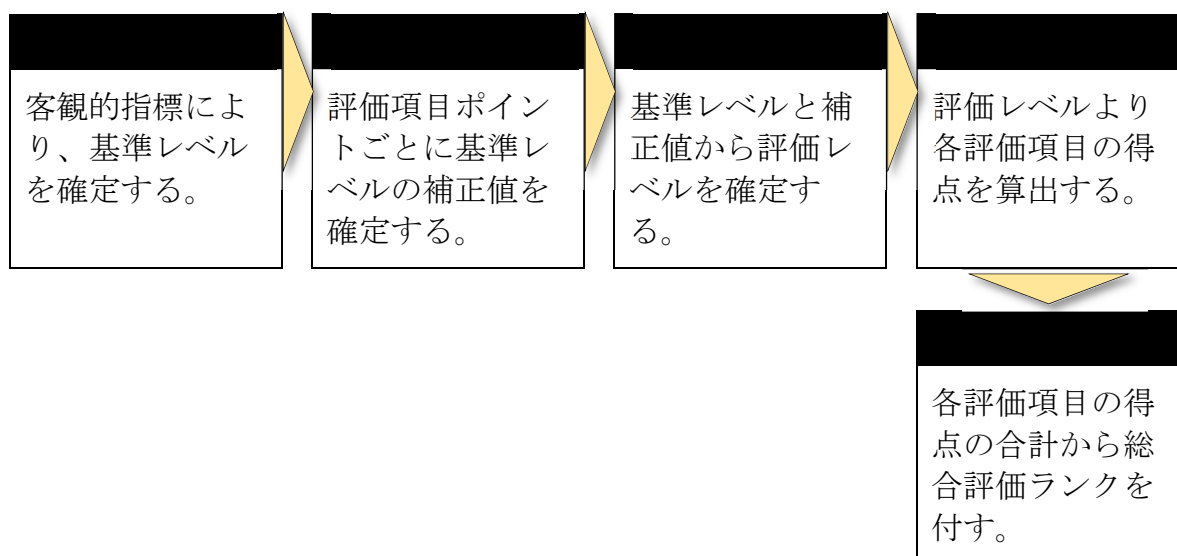 客観的指標によ
り、基準レベル
を確定する。
評価項目ポイン
トごとに基準レ
ベルの補正値を
確定する。
基準レベルと補
正値から評価レ
ベルを確定す
る。
評価レベルより
各評価項目の得
点を算出する。
各評価項目の得
点の合計から総
合評価ランクを
付す。